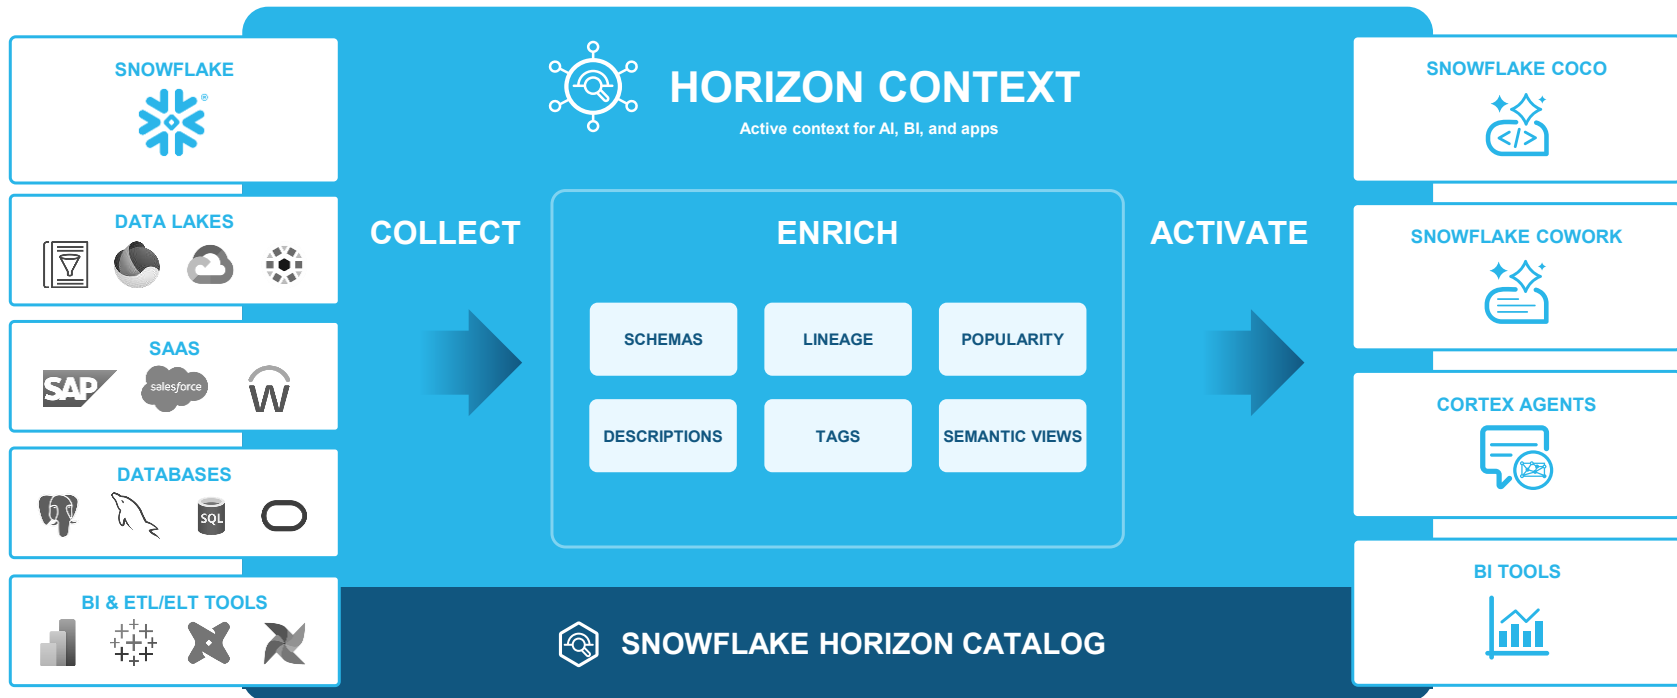 SNOWFLAKE
®
DATA LAKES
SAAS
SAP
salesforce
W
DATABASES
SQL
BI & ETL/ELT TOOLS
HORIZON CONTEXT
Active context for AI, BI, and apps
COLLECT
ENRICH
SCHEMAS
LINEAGE
POPULARITY
DESCRIPTIONS
TAGS
SEMANTIC VIEWS
ACTIVATE
SNOWFLAKE HORIZON CATALOG
SNOWFLAKE COCO
</>
SNOWFLAKE COWORK
CORTEX AGENTS
BI TOOLS